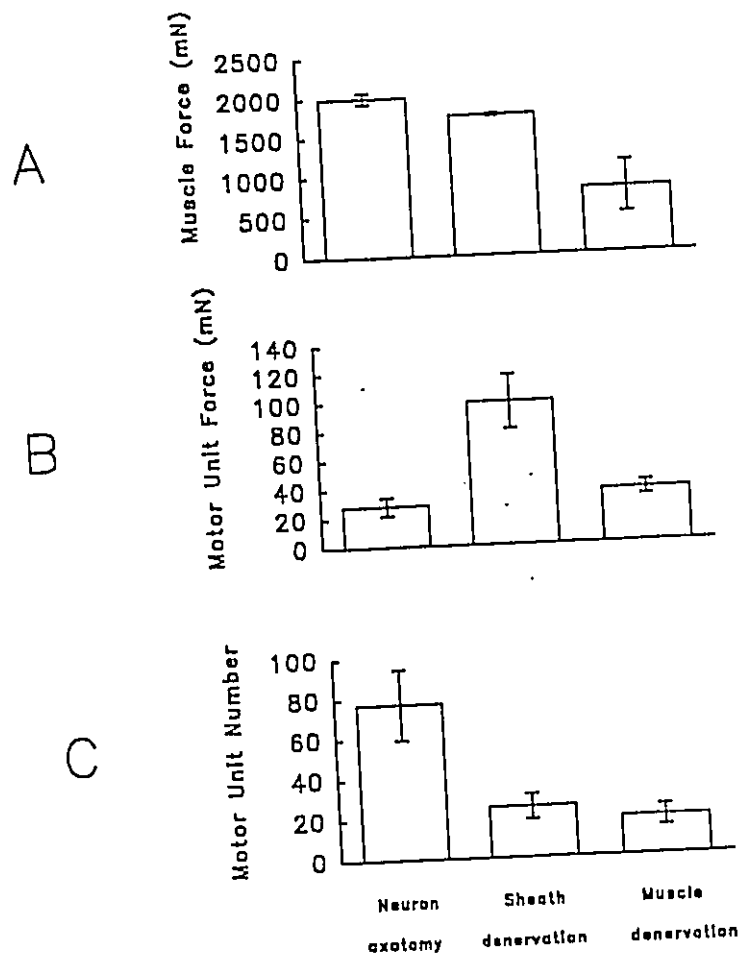 A
Muscle Force (mN)
2500
2000
1500
1000
500
0
B
Motor Unit Force (mN)
140
120
100
80
60
40
20
0
C
Motor Unit Number
100
80
60
40
20
0
Neuron Sheath Muscle
axotomy denervation denervation